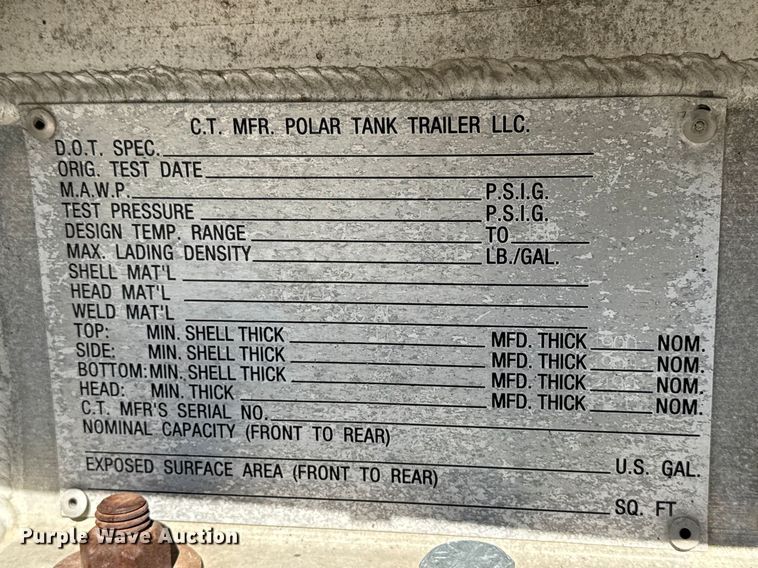 C.T. MFR. POLAR TANK TRAILER LLC.
D.O.T. SPEC.
ORIG. TEST DATE
M.A.W.P. P.S.I.G.
TEST PRESSURE P.S.I.G.
DESIGN TEMP. RANGE TO
MAX. LADING DENSITY LB./GAL.
SHELL MAT'L
HEAD MAT'L
WELD MAT'L
TOP: MIN. SHELL THICK MFD. THICK NOM.
SIDE: MIN. SHELL THICK MFD. THICK NOM.
BOTTOM: MIN. SHELL THICK MFD. THICK NOM.
HEAD: MIN. THICK MFD. THICK NOM.
C.T. MFR'S SERIAL NO.
NOMINAL CAPACITY (FRONT TO REAR)
U.S. GAL.
EXPOSED SURFACE AREA (FRONT TO REAR)
SQ. FT
Purple Wave Auction